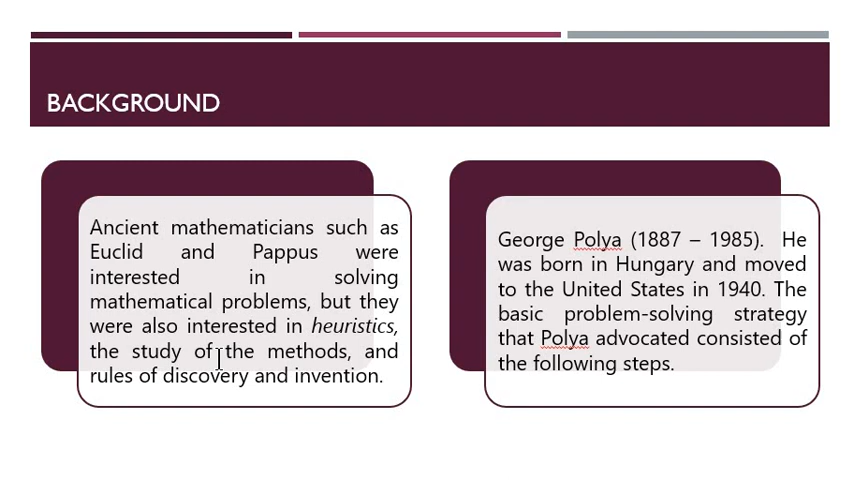 BACKGROUND
Ancient mathematicians such as
Euclid and Pappus were
interested in solving
mathematical problems, but they
were also interested in heuristics,
the study of the methods, and
rules of discovery and invention.
George Polya (1887 – 1985). He
was born in Hungary and moved
to the United States in 1940. The
basic problem-solving strategy
that Polya advocated consisted of
the following steps.